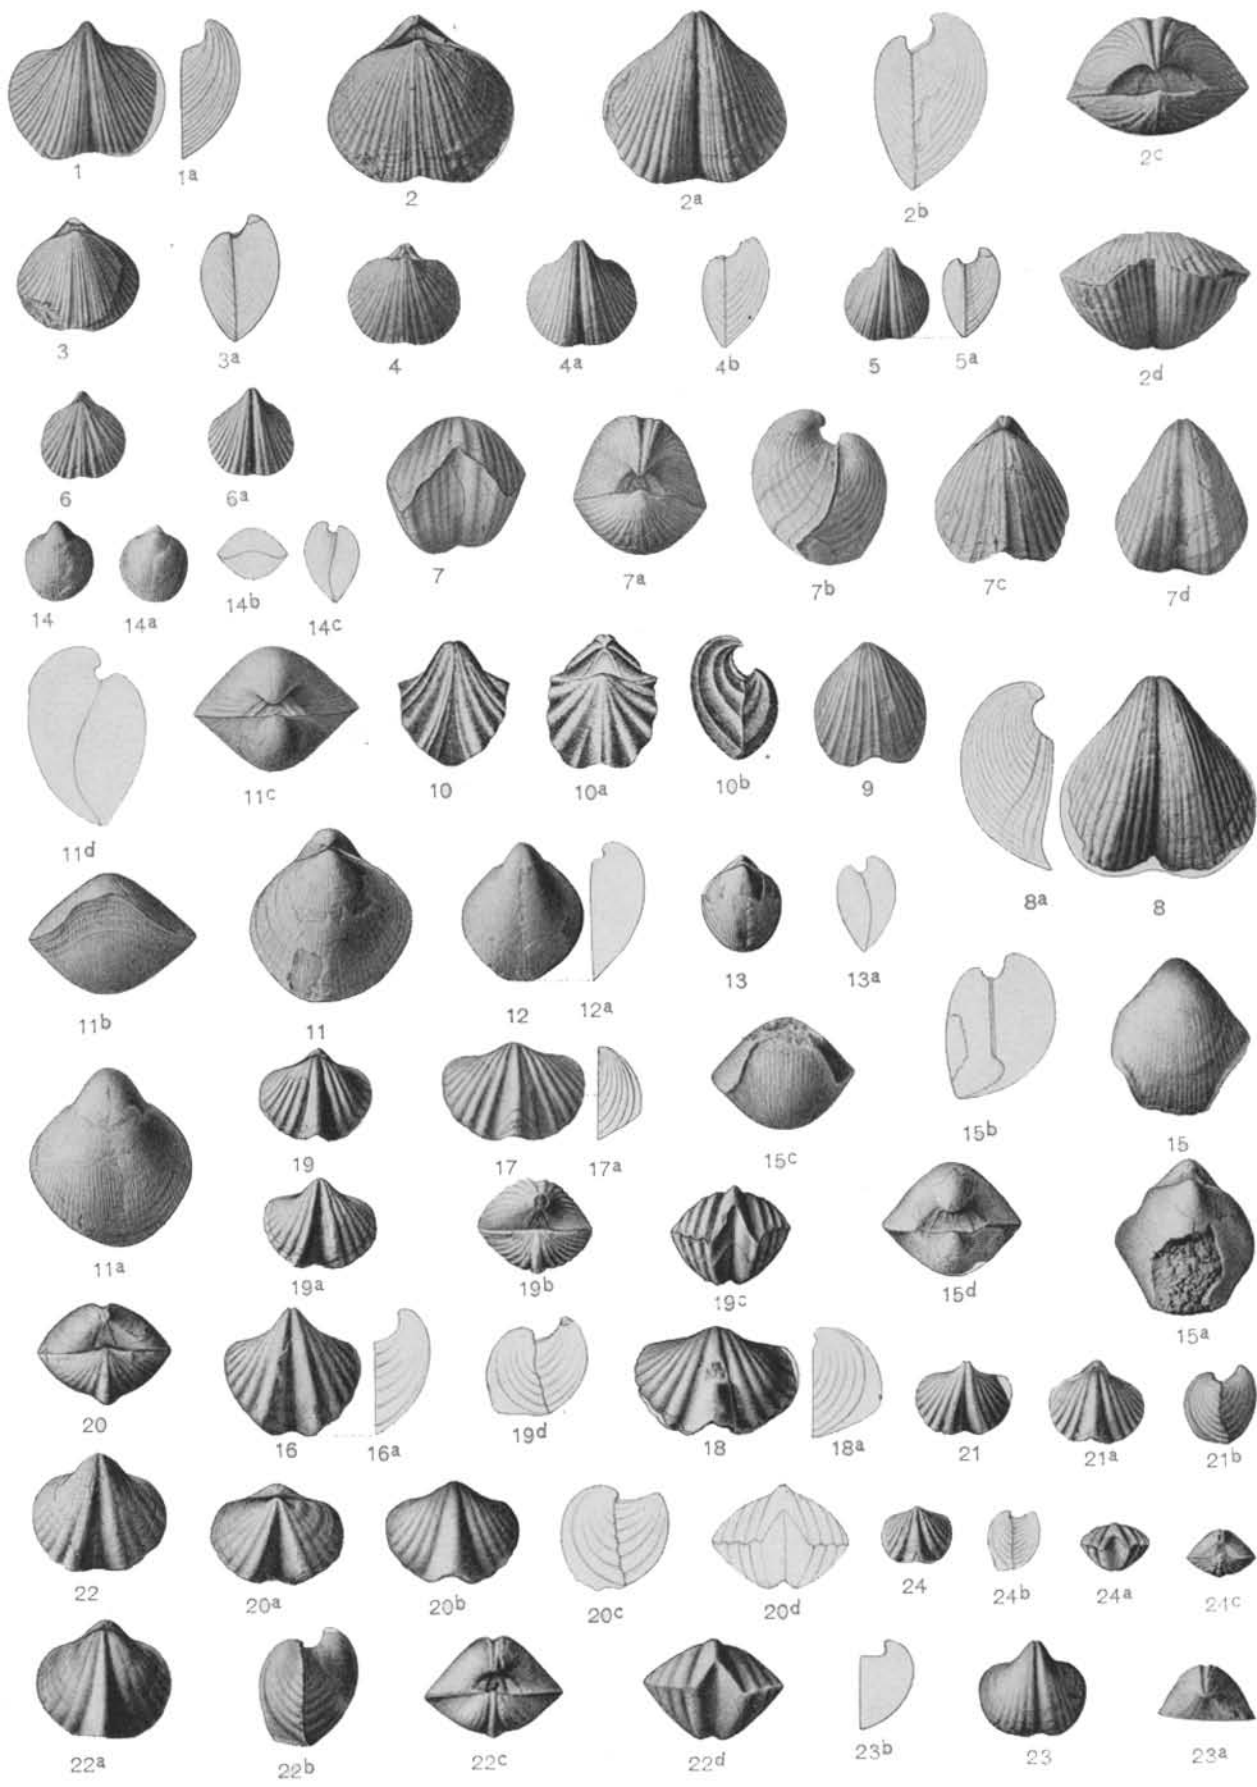 1 1a 2 2a 2b 2c
3 3a 4 4a 4b 5 5a 2d
6 6a 7 7a 7b 7c 7d
14 14a 14b 14c
11d 11c 10 10a 10b 9 8a 8
11b 11 12 12a 13 13a
15c 15b 15
11a 19 17 17a
19a 19b 19c 15d 15a
20 16 16a 19d 18 18a 21 21a 21b
22 20a 20b 20c 20d 24 24b 24a 24c
22a 22b 22c 22d 23b 23 23a